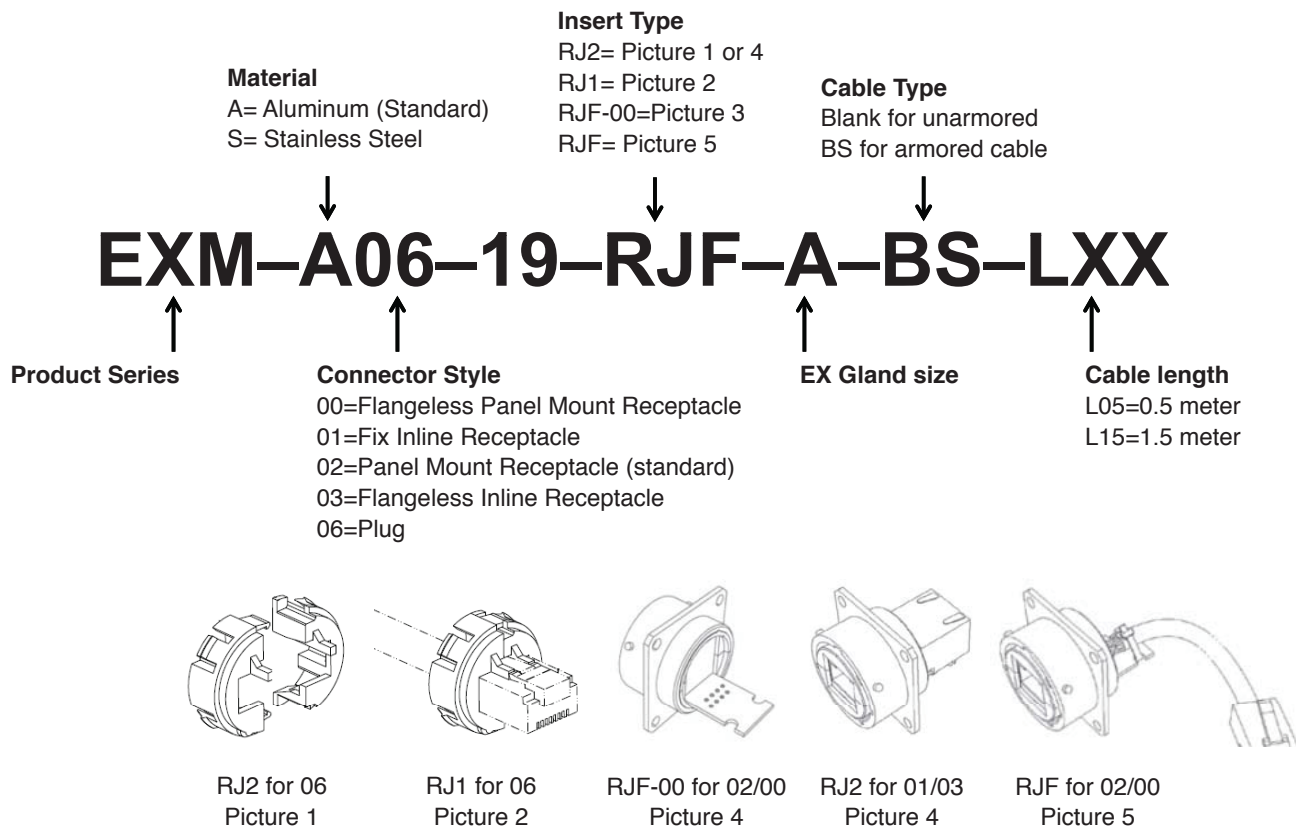 Insert Type
RJ2= Picture 1 or 4
RJ1= Picture 2
RJF-00=Picture 3
RJF= Picture 5
Material
A= Aluminum (Standard)
S= Stainless Steel
Cable Type
Blank for unarmored
BS for armored cable
EXM–A06–19–RJF–A–BS–LXX
Product Series
Connector Style
00=Flangeless Panel Mount Receptacle
01=Fix Inline Receptacle
02=Panel Mount Receptacle (standard)
03=Flangeless Inline Receptacle
06=Plug
EX Gland size
Cable length
L05=0.5 meter
L15=1.5 meter
RJ2 for 06
Picture 1
RJ1 for 06
Picture 2
RJF-00 for 02/00
Picture 4
RJ2 for 01/03
Picture 4
RJF for 02/00
Picture 5